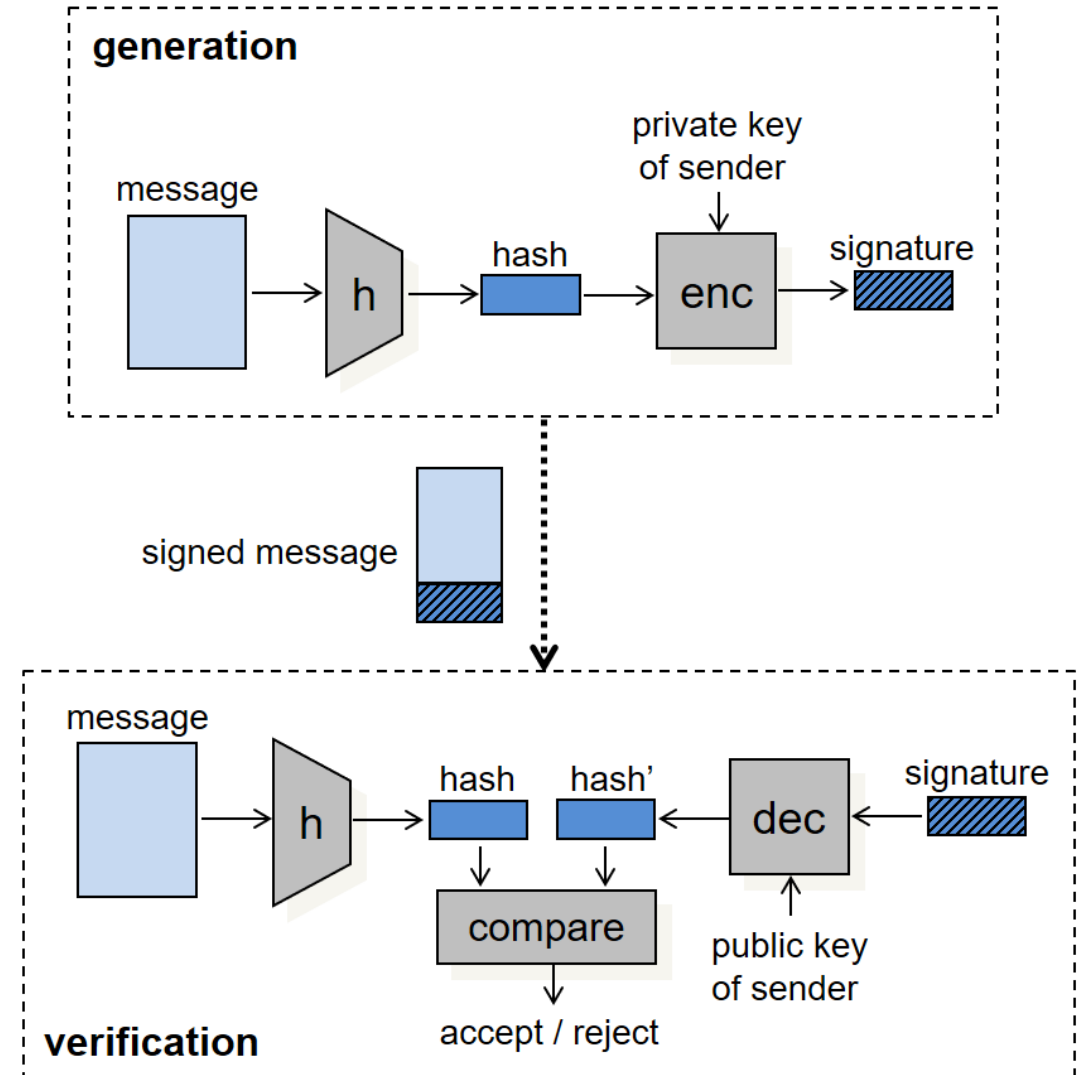 generation
private key
of sender
message
h
hash
enc
signature
signed message
message
h
hash
hash’
dec
signature
compare
public key
of sender
accept / reject
verification